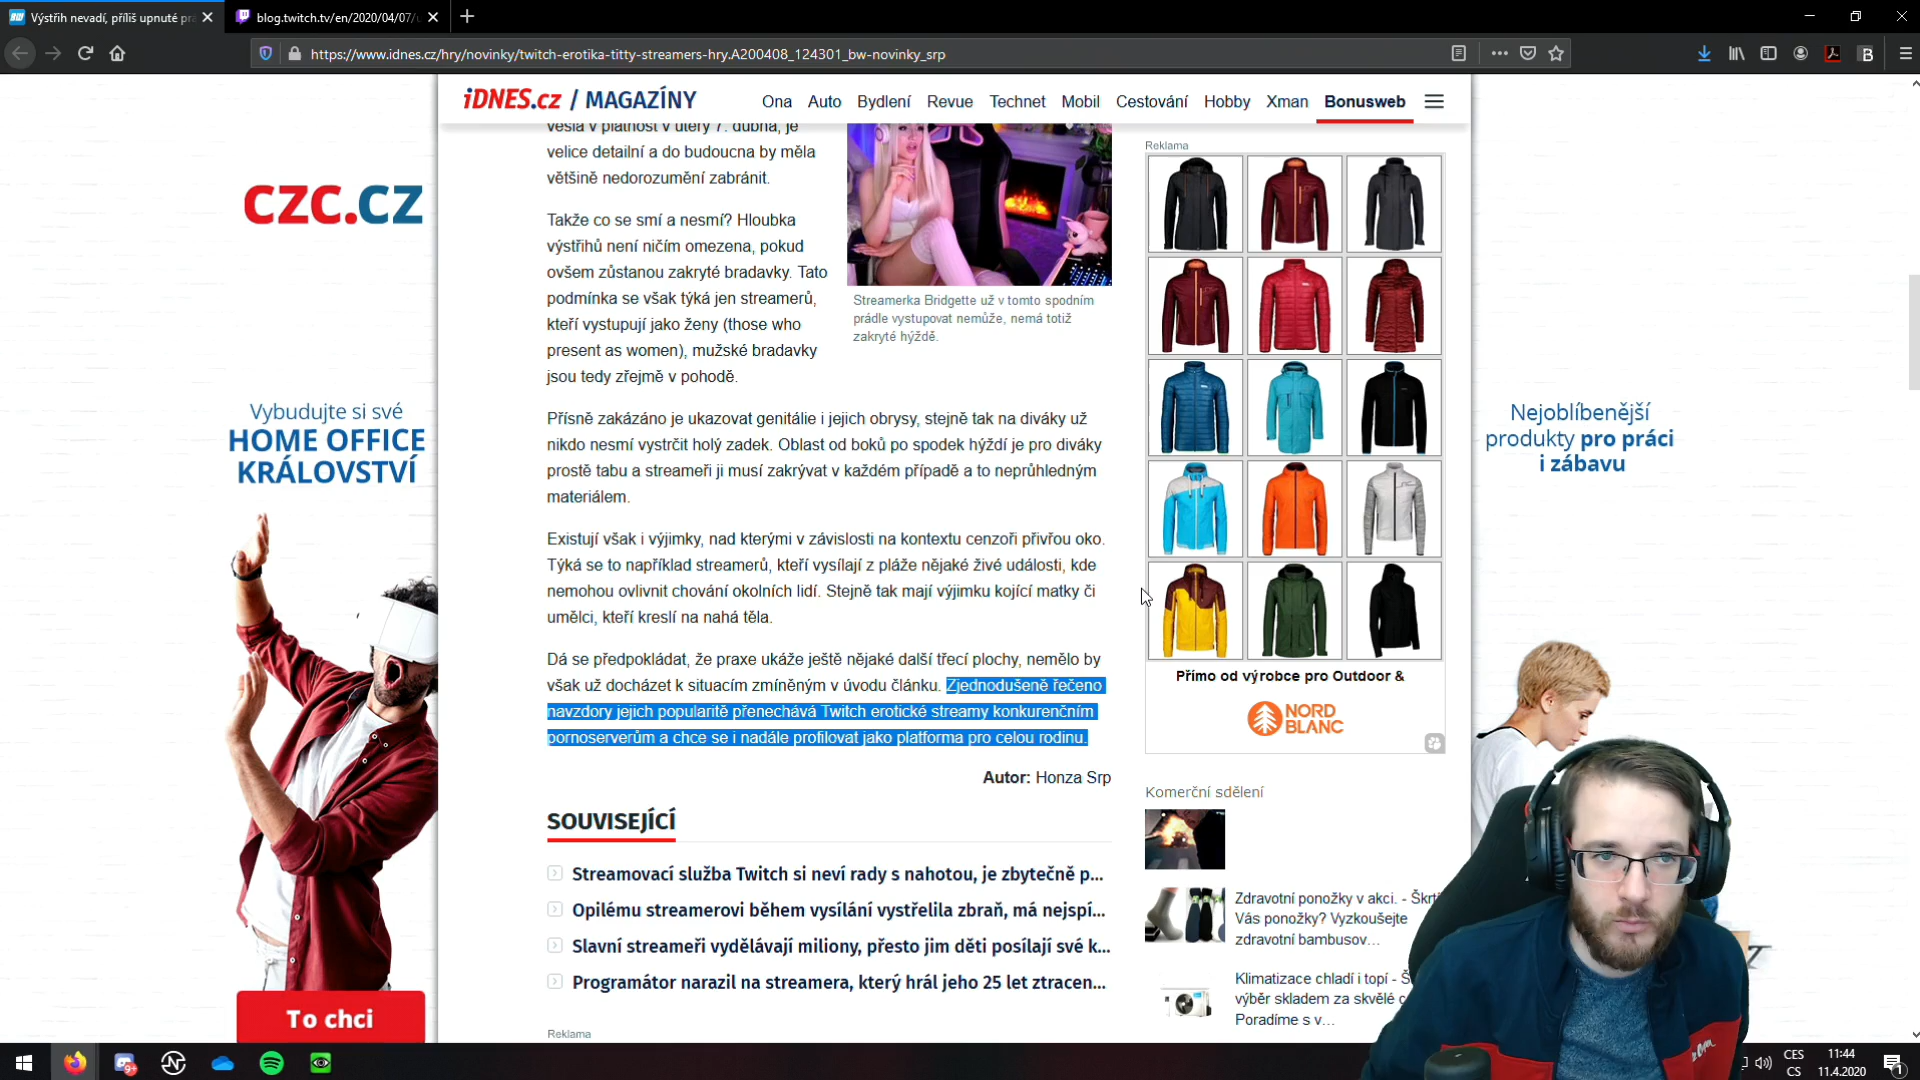 Výstřih nevadí, příliš upnuté pr
blog.twitch.tv/en/2020/04/07/u
https://www.idnes.cz/hry/novinky/twitch-erotika-titty-streamers-hry.A200408_124301_bw-novinky_srp
iDNES.cz / MAGAZÍNY
Ona Auto Bydlení Revue Technet Mobil Cestování Hobby Xman Bonusweb
vešla v platnost v úterý 7. dubna, je
velice detailní a do budoucna by měla
většině nedorozumění zabránit.
Takže co se smí a nesmí? Hloubka
výstřihů není ničím omezena, pokud
ovšem zůstanou zakryté bradavky. Tato
podmínka se však týká jen streamerů,
kteří vystupují jako ženy (those who
present as women), mužské bradavky
jsou tedy zřejmě v pohodě.
Streamerka Bridgette už v tomto spodním
prádle vystupovat nemůže, nemá totiž
zakryté hýždě.
Přísně zakázáno je ukazovat genitálie i jejich obrysy, stejně tak na diváky už
nikdo nesmí vystrčit holý zadek. Oblast od boků po spodek hýždí je pro diváky
prostě tabu a streameři ji musí zakrývat v každém případě a to neprůhledným
materiálem.
Existují však i výjimky, nad kterými v závislosti na kontextu cenzoři přivřou oko.
Týká se to například streamerů, kteří vysílají z pláže nějaké živé události, kde
nemohou ovlivnit chování okolních lidí. Stejně tak mají výjimku kojící matky či
umělci, kteří kreslí na nahá těla.
Dá se předpokládat, že praxe ukáže ještě nějaké další třecí plochy, nemělo by
však už docházet k situacím zmíněným v úvodu článku. Zjednodušeně řečeno
navzdory jejich popularitě přenechává Twitch erotické streamy konkurenčním
pornoserverům a chce se i nadále profilovat jako platforma pro celou rodinu.
Autor: Honza Srp
SOUVISEJÍCÍ
Streamovací služba Twitch si neví rady s nahotou, je zbytečně p...
Opilému streamerovi během vysílání vystřelila zbraň, má nejspí...
Slavní streameři vydělávají miliony, přesto jim děti posílají své k...
Programátor narazil na streamera, který hrál jeho 25 let ztracen...
Reklama
CZC.CZ
Vybudujte si své
HOME OFFICE
KRÁLOVSTVÍ
To chci
Reklama
Přímo od výrobce pro Outdoor &
NORD
BLANC
Komerční sdělení
Zdravotní ponožky v akci. - Škrtí
Vás ponožky? Vyzkoušejte
zdravotní bambusov...
Klimatizace chladí i topí - Š
výběr skladem za skvělé c
Poradíme s v...
Nejoblíbenější
produkty pro práci
i zábavu
CES
CS
11:44
11.4.2020
1
9+